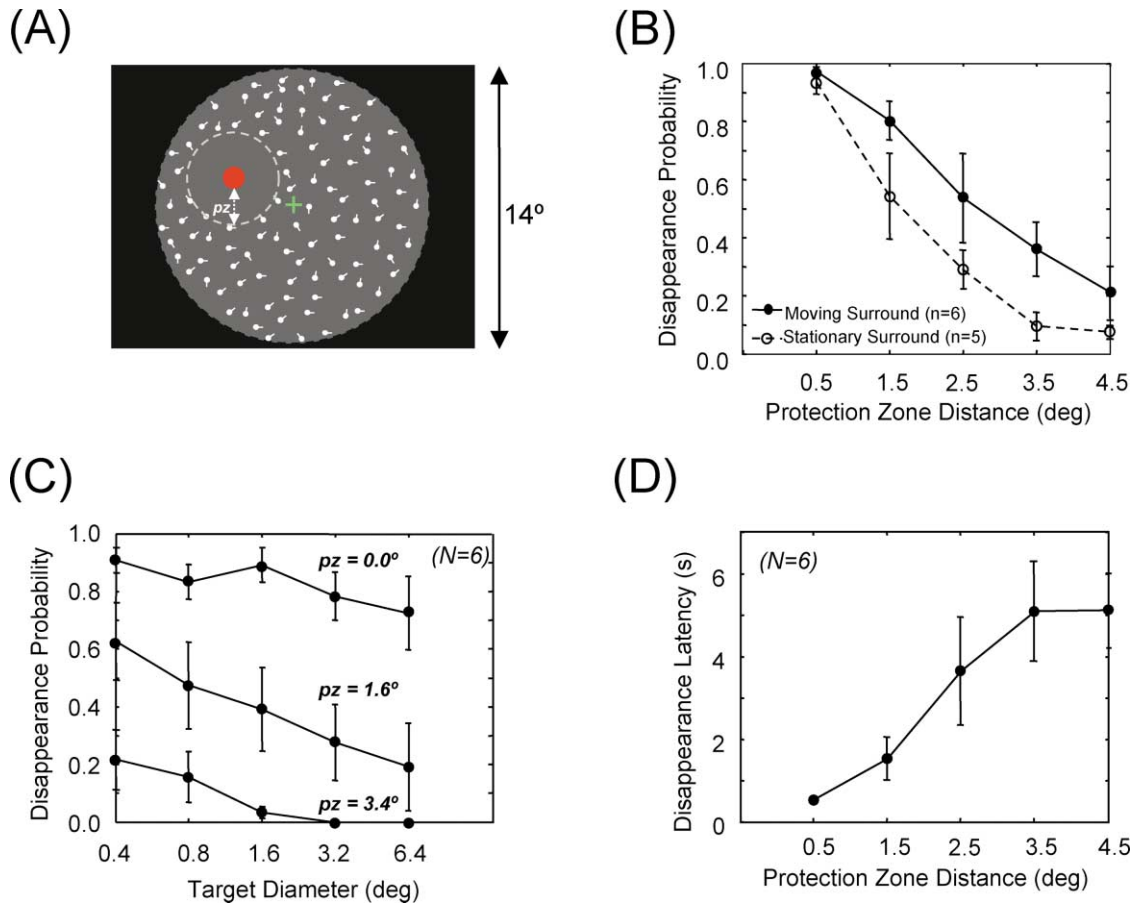 (A)
pz
14º
(B)
Disappearance Probability
1.0
0.8
0.6
0.4
0.2
0.0
Moving Surround (n=6)
Stationary Surround (n=5)
0.5 1.5 2.5 3.5 4.5
Protection Zone Distance (deg)
(C)
Disappearance Probability
1.0
0.8
0.6
0.4
0.2
0.0
(N=6)
pz = 0.0º
pz = 1.6º
pz = 3.4º
0.4 0.8 1.6 3.2 6.4
Target Diameter (deg)
(D)
Disappearance Latency (s)
6
4
2
0
(N=6)
0.5 1.5 2.5 3.5 4.5
Protection Zone Distance (deg)